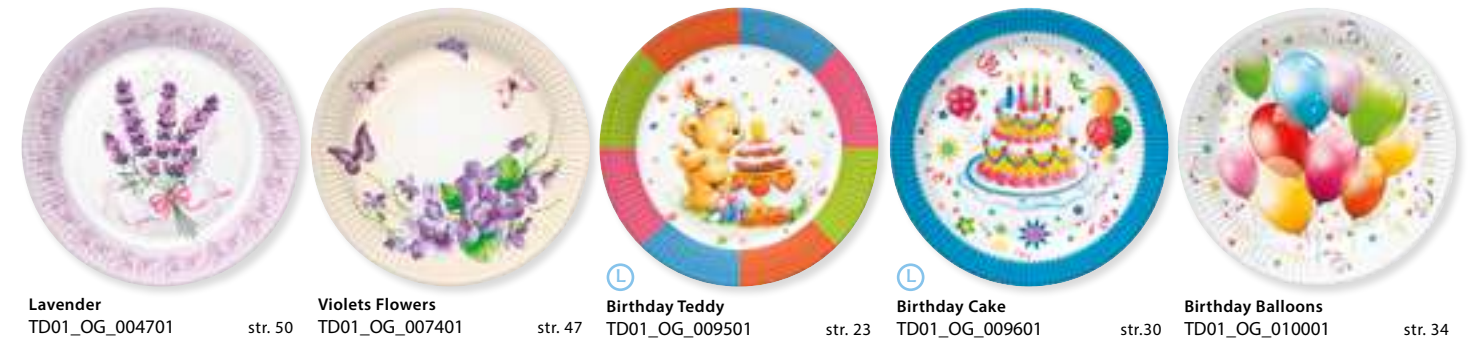 Lavender
TD01_OG_004701 str. 50
Violets Flowers
TD01_OG_007401 str. 47
L
Birthday Teddy
TD01_OG_009501 str. 23
L
Birthday Cake
TD01_OG_009601 str.30
Birthday Balloons
TD01_OG_010001 str. 34